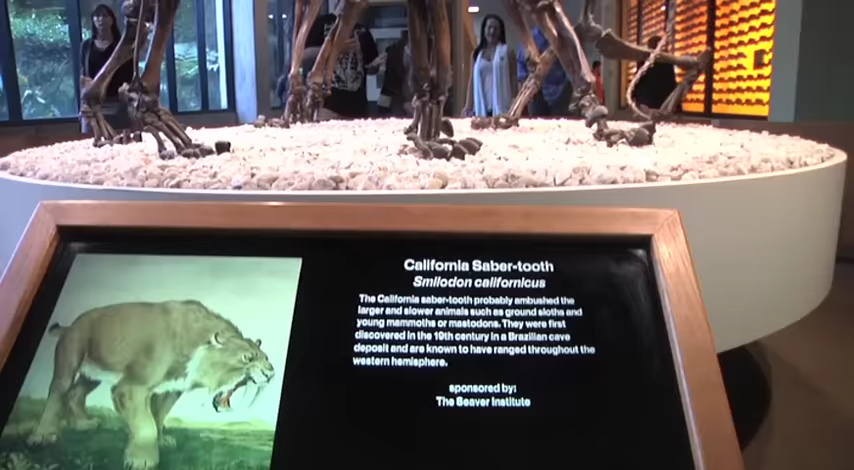 California Saber-tooth
Smilodon californicus
The California saber-tooth probably ambushed the
larger and slower animals such as ground sloths and
young mammoths or mastodons. They were first
discovered in the 19th century in a Brazilian cave
deposit and are known to have ranged throughout the
western hemisphere.
sponsored by:
The Seaver Institute